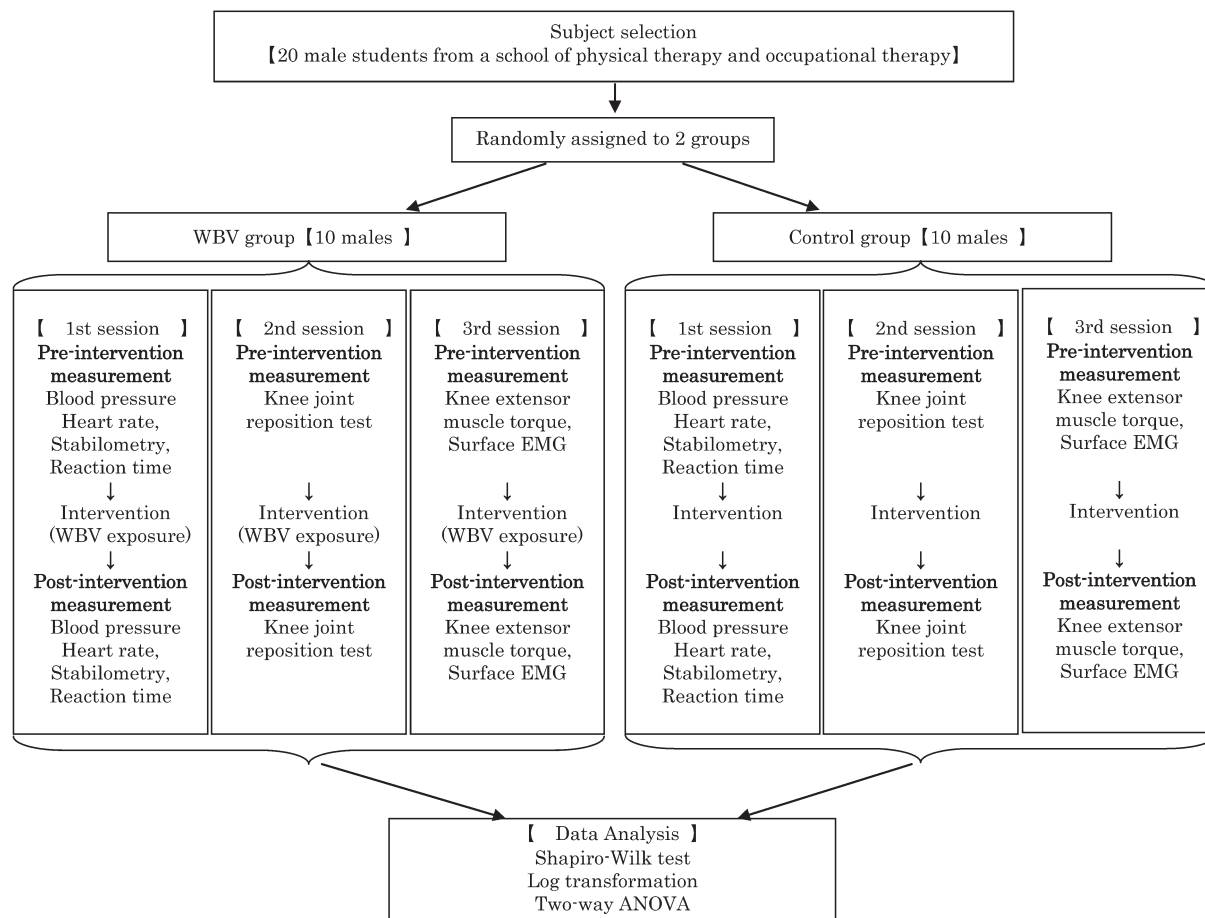 Subject selection
【20 male students from a school of physical therapy and occupational therapy】
Randomly assigned to 2 groups
WBV group【10 males 】
Control group【10 males 】
【 1st session 】
Pre-intervention
measurement
Blood pressure
Heart rate,
Stabilometry,
Reaction time
↓
Intervention
(WBV exposure)
↓
Post-intervention
measurement
Blood pressure
Heart rate,
Stabilometry,
Reaction time
【 2nd session 】
Pre-intervention
measurement
Knee joint
reposition test
↓
Intervention
(WBV exposure)
↓
Post-intervention
measurement
Knee joint
reposition test
【 3rd session 】
Pre-intervention
measurement
Knee extensor
muscle torque,
Surface EMG
↓
Intervention
(WBV exposure)
↓
Post-intervention
measurement
Knee extensor
muscle torque,
Surface EMG
【 1st session 】
Pre-intervention
measurement
Blood pressure
Heart rate,
Stabilometry,
Reaction time
↓
Intervention
↓
Post-intervention
measurement
Blood pressure
Heart rate,
Stabilometry,
Reaction time
【 2nd session 】
Pre-intervention
measurement
Knee joint
reposition test
↓
Intervention
↓
Post-intervention
measurement
Knee joint
reposition test
【 3rd session 】
Pre-intervention
measurement
Knee extensor
muscle torque,
Surface EMG
↓
Intervention
↓
Post-intervention
measurement
Knee extensor
muscle torque,
Surface EMG
【 Data Analysis 】
Shapiro-Wilk test
Log transformation
Two-way ANOVA